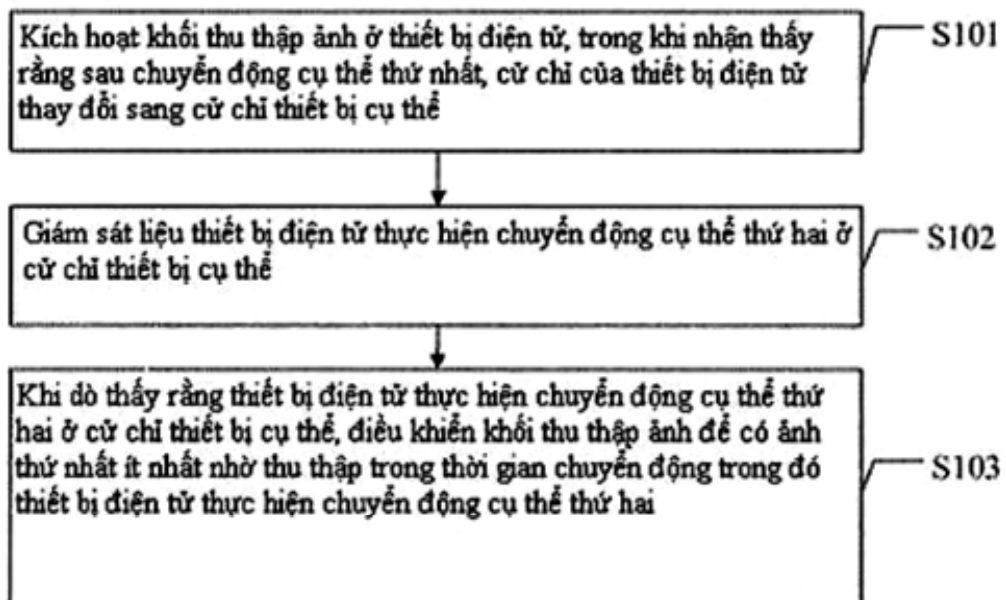 Kích hoạt khối thu thập ảnh ở thiết bị điện tử, trong khi nhận thấy
rằng sau chuyển động cụ thể thứ nhất, cử chỉ của thiết bị điện tử
thay đổi sang cử chỉ thiết bị cụ thể
S101
Giám sát liệu thiết bị điện tử thực hiện chuyển động cụ thể thứ hai ở
cử chỉ thiết bị cụ thể
S102
Khi dò thấy rằng thiết bị điện tử thực hiện chuyển động cụ thể thứ
hai ở cử chỉ thiết bị cụ thể, điều khiển khối thu thập ảnh để có ảnh
thứ nhất ít nhất nhờ thu thập trong thời gian chuyển động trong đó
thiết bị điện tử thực hiện chuyển động cụ thể thứ hai
S103